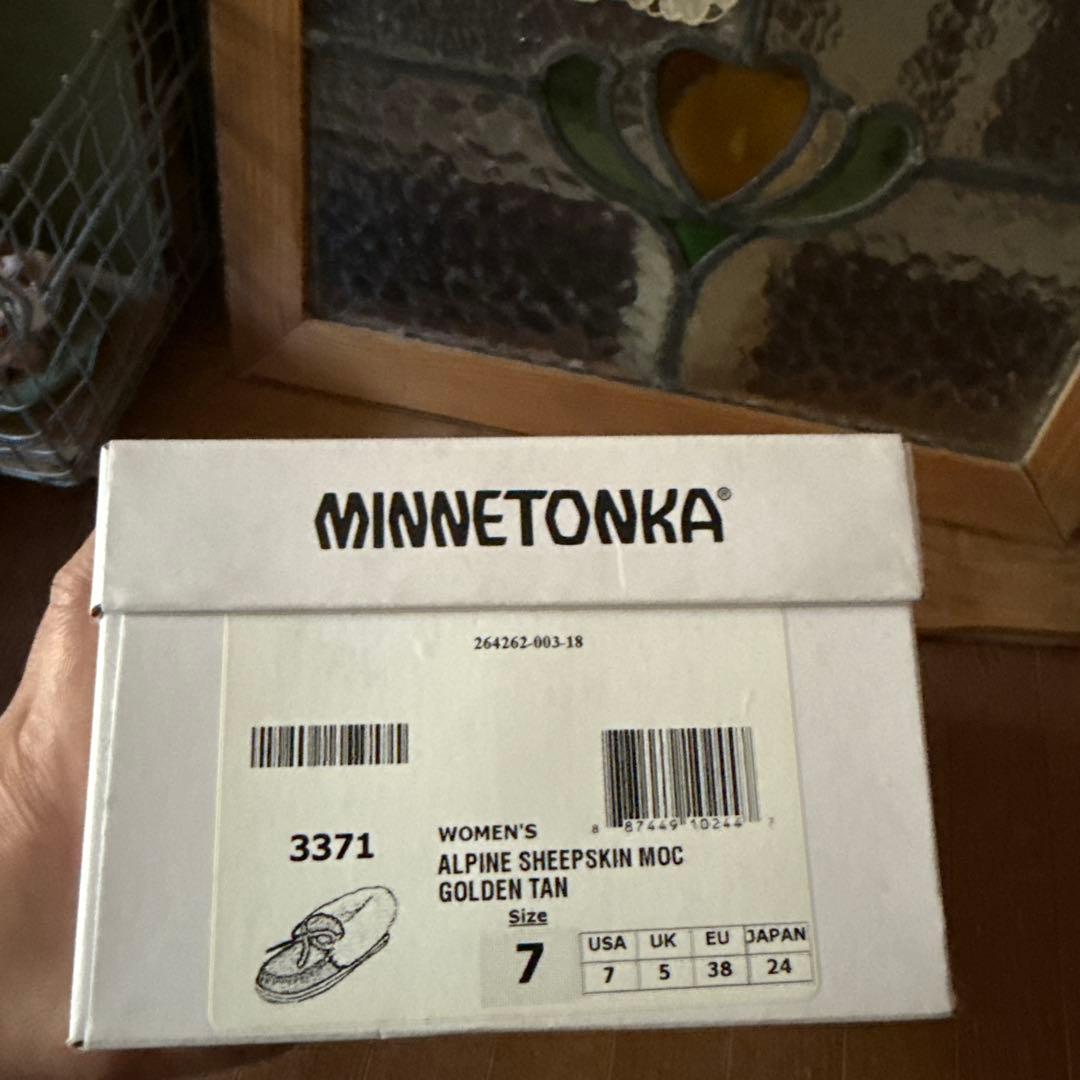 MINNETONKA®
264262-003-18
8 87449 10244 7
3371
WOMEN'S
ALPINE SHEEPSKIN MOC
GOLDEN TAN
Size
7
USA UK EU JAPAN
7 5 38 24